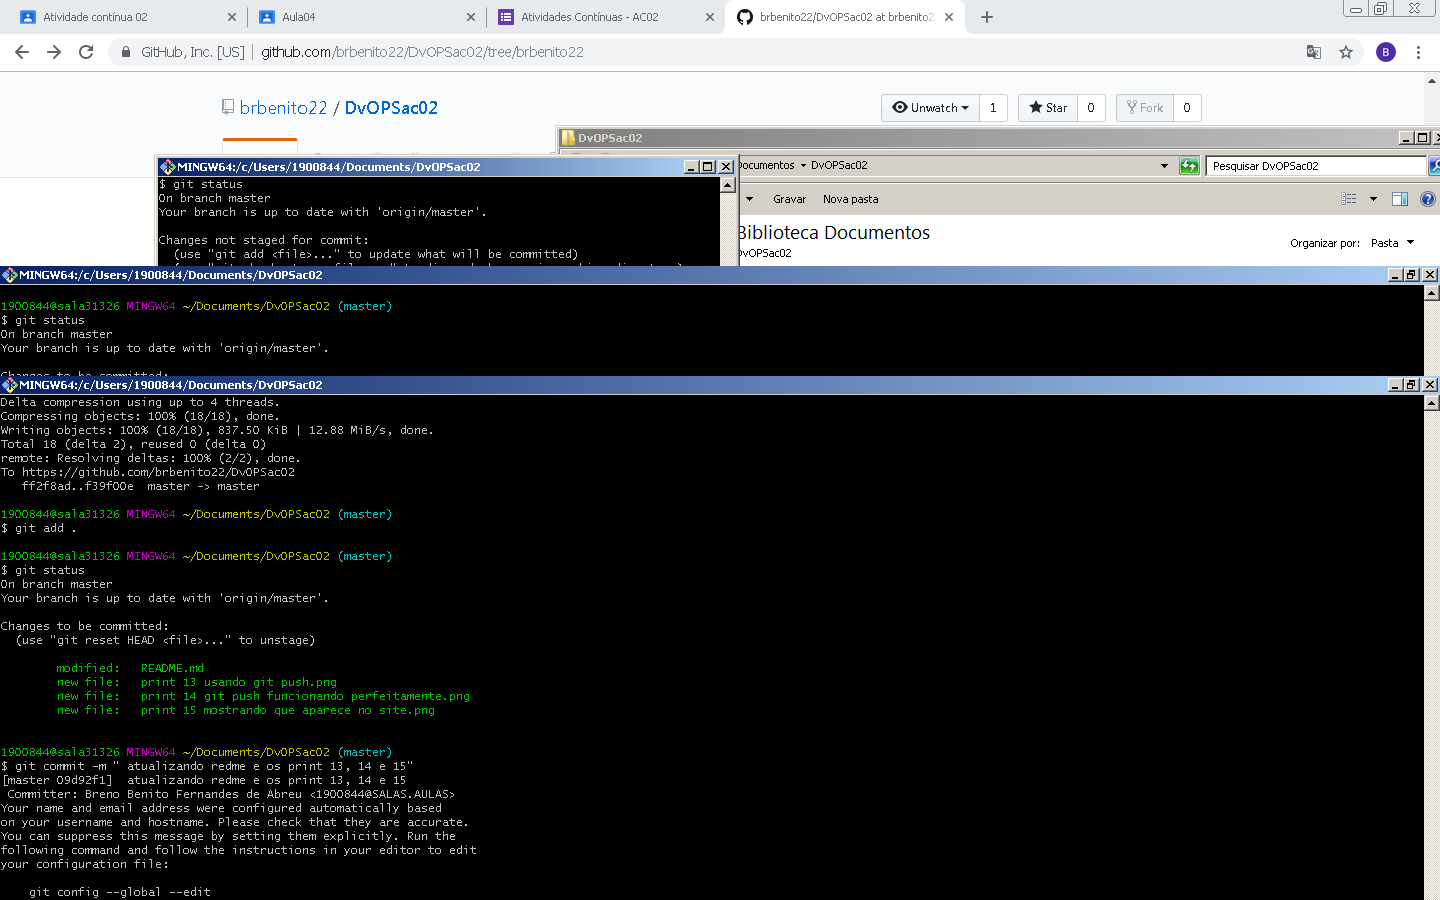 Atividade contínua 02
Aula04
Atividades Contínuas - AC02
brbenito22/DvOPSac02 at brbenito2
GitHub, Inc. [US] | github.com/brbenito22/DvOPSac02/tree/brbenito22
B
brbenito22 / DvOPSac02
Unwatch 1
Star 0
Fork 0
DvOPSac02
MINGW64:/c/Users/1900844/Documents/DvOPSac02
ocumentos DvOPSac02
Pesquisar DvOPSac02
$ git status
On branch master
Your branch is up to date with 'origin/master'.
Gravar Nova pasta
Biblioteca Documentos
DvOPSac02
Organizar por: Pasta
Changes not staged for commit:
(use "git add <file>..." to update what will be committed)
MINGW64:/c/Users/1900844/Documents/DvOPSac02
1900844@sala31326 MINGW64 ~/Documents/DvOPSac02 (master)
$ git status
On branch master
Your branch is up to date with 'origin/master'.
Changes to be committed:
MINGW64:/c/Users/1900844/Documents/DvOPSac02
Delta compression using up to 4 threads.
Compressing objects: 100% (18/18), done.
Writing objects: 100% (18/18), 837.50 KiB | 12.88 MiB/s, done.
Total 18 (delta 2), reused 0 (delta 0)
remote: Resolving deltas: 100% (2/2), done.
To https://github.com/brbenito22/DvOPSac02
ff2f8ad..f39f00e master -> master
1900844@sala31326 MINGW64 ~/Documents/DvOPSac02 (master)
$ git add .
1900844@sala31326 MINGW64 ~/Documents/DvOPSac02 (master)
$ git status
On branch master
Your branch is up to date with 'origin/master'.
Changes to be committed:
(use "git reset HEAD <file>..." to unstage)
modified: README.md
new file: print 13 usando git push.png
new file: print 14 git push funcionando perfeitamente.png
new file: print 15 mostrando que aparece no site.png
1900844@sala31326 MINGW64 ~/Documents/DvOPSac02 (master)
$ git commit -m " atualizando redme e os print 13, 14 e 15"
[master 09d92f1] atualizando redme e os print 13, 14 e 15
Committer: Breno Benito Fernandes de Abreu <1900844@SALAS.AULAS>
Your name and email address were configured automatically based
on your username and hostname. Please check that they are accurate.
You can suppress this message by setting them explicitly. Run the
following command and follow the instructions in your editor to edit
your configuration file:
git config --global --edit